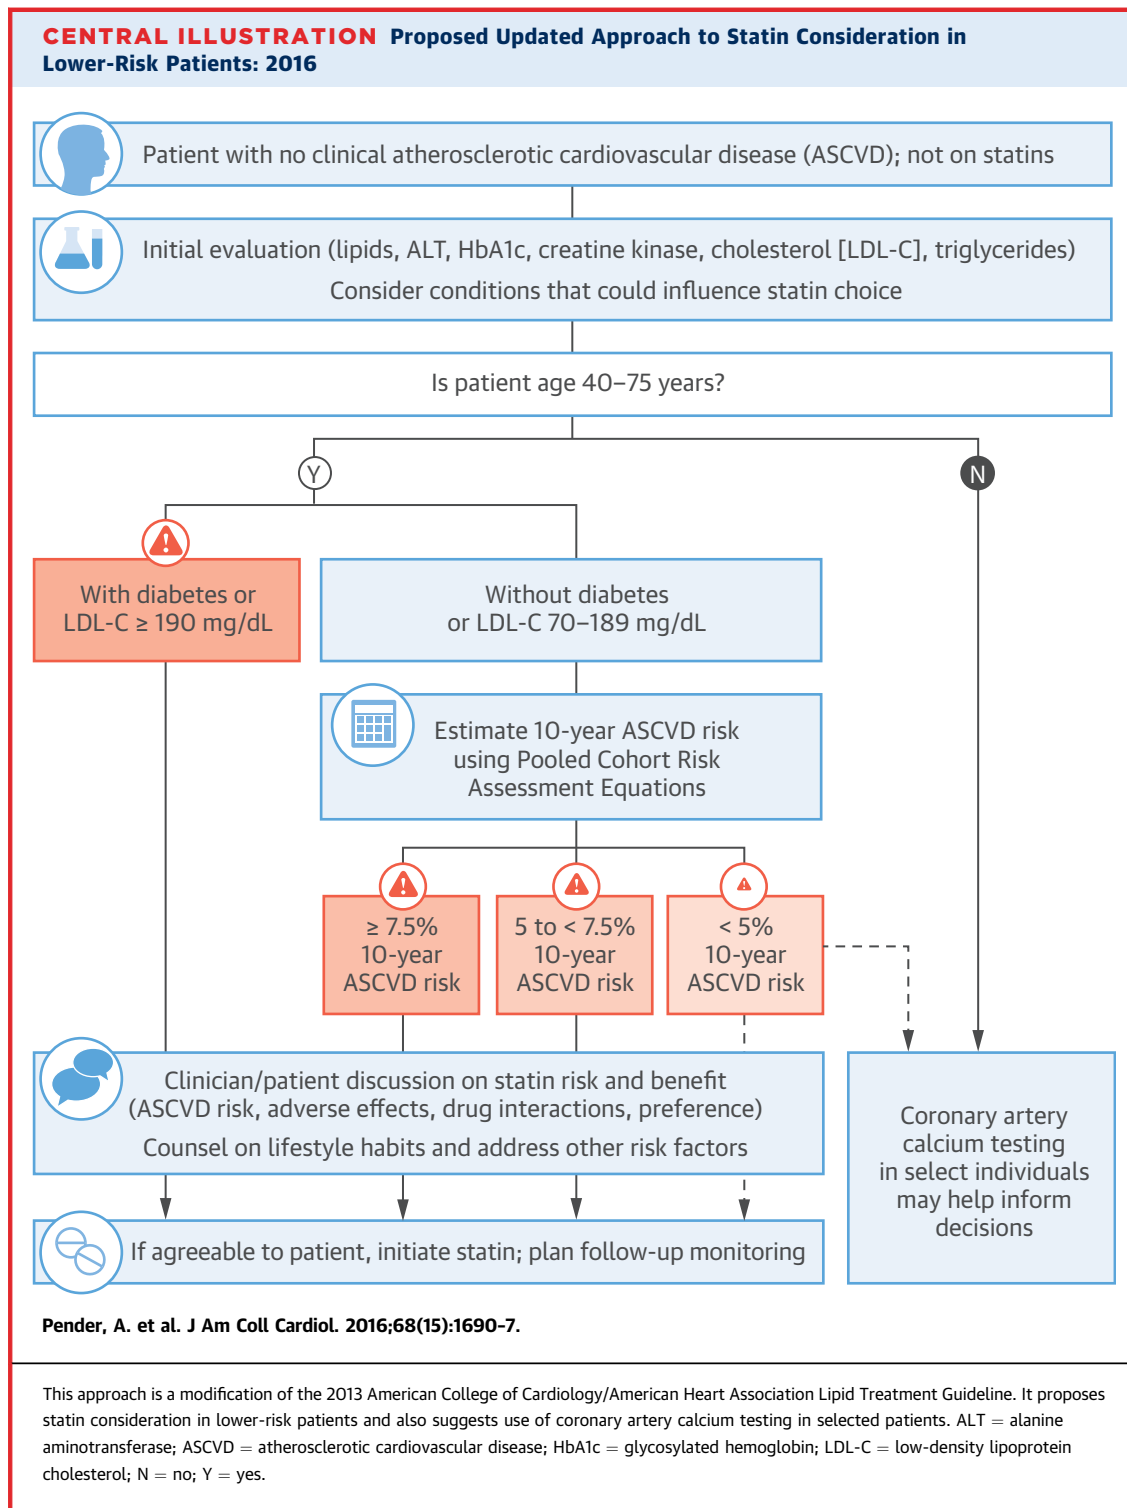 CENTRAL ILLUSTRATION Proposed Updated Approach to Statin Consideration in
Lower-Risk Patients: 2016
Patient with no clinical atherosclerotic cardiovascular disease (ASCVD); not on statins
Initial evaluation (lipids, ALT, HbA1c, creatine kinase, cholesterol [LDL-C], triglycerides)
Consider conditions that could influence statin choice
Is patient age 40–75 years?
Y
N
With diabetes or
LDL-C ≥ 190 mg/dL
Without diabetes
or LDL-C 70–189 mg/dL
Estimate 10-year ASCVD risk
using Pooled Cohort Risk
Assessment Equations
≥ 7.5%
10-year
ASCVD risk
5 to < 7.5%
10-year
ASCVD risk
< 5%
10-year
ASCVD risk
Clinician/patient discussion on statin risk and benefit
(ASCVD risk, adverse effects, drug interactions, preference)
Counsel on lifestyle habits and address other risk factors
Coronary artery
calcium testing
in select individuals
may help inform
decisions
If agreeable to patient, initiate statin; plan follow-up monitoring
Pender, A. et al. J Am Coll Cardiol. 2016;68(15):1690–7.
This approach is a modification of the 2013 American College of Cardiology/American Heart Association Lipid Treatment Guideline. It proposes
statin consideration in lower-risk patients and also suggests use of coronary artery calcium testing in selected patients. ALT = alanine
aminotransferase; ASCVD = atherosclerotic cardiovascular disease; HbA1c = glycosylated hemoglobin; LDL-C = low-density lipoprotein
cholesterol; N = no; Y = yes.